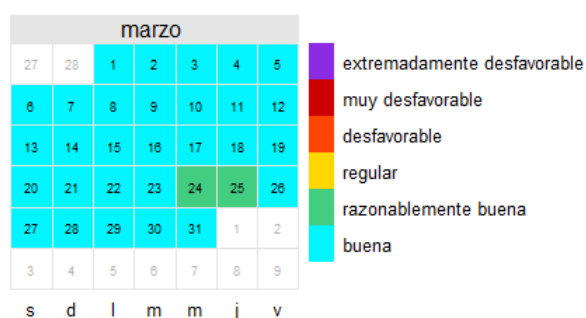 marzo
27 28 1 2 3 4 5
6 7 8 9 10 11 12
13 14 15 16 17 18 19
20 21 22 23 24 25 26
27 28 29 30 31 1 2
3 4 5 6 7 8 9
s d l m m j v
extremadamente desfavorable
muy desfavorable
desfavorable
regular
razonablemente buena
buena